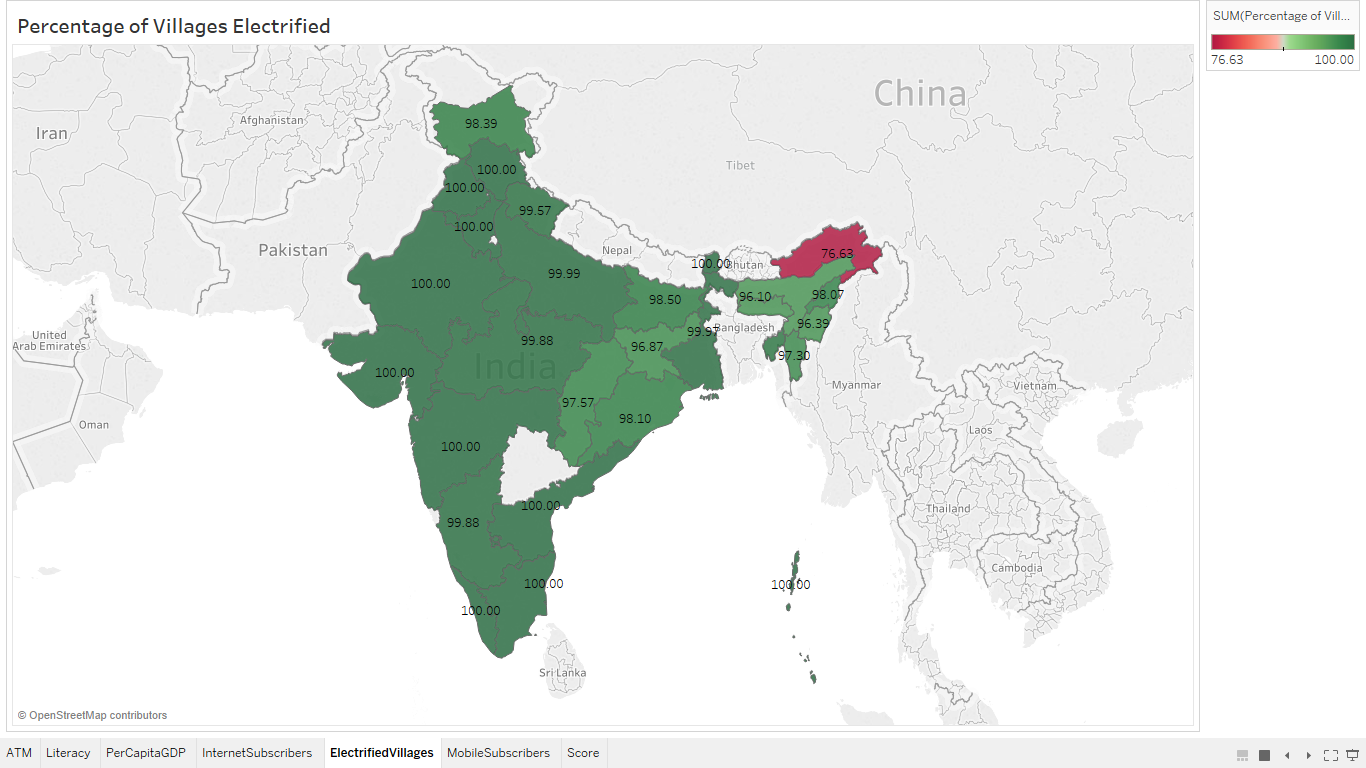 Percentage of Villages Electrified
SUM(Percentage of Vill...
76.63 100.00
China
Iran
Afghanistan
98.39
Tibet
100.00
100.00
99.57
100.00
Pakistan
Nepal
76.63
100.00
Bhutan
99.99
100.00
98.50
96.10
98.07
96.39
Bangladesh
99.97
United
Arab Emirates
99.88
96.87
97.30
India
100.00
Myanmar
Vietnam
97.57
98.10
Oman
Laos
100.00
100.00
Thailand
99.88
Cambodia
100.00
100.00
100.00
Sri Lanka
© OpenStreetMap contributors
ATM Literacy PerCapitaGDP InternetSubscribers ElectrifiedVillages MobileSubscribers Score